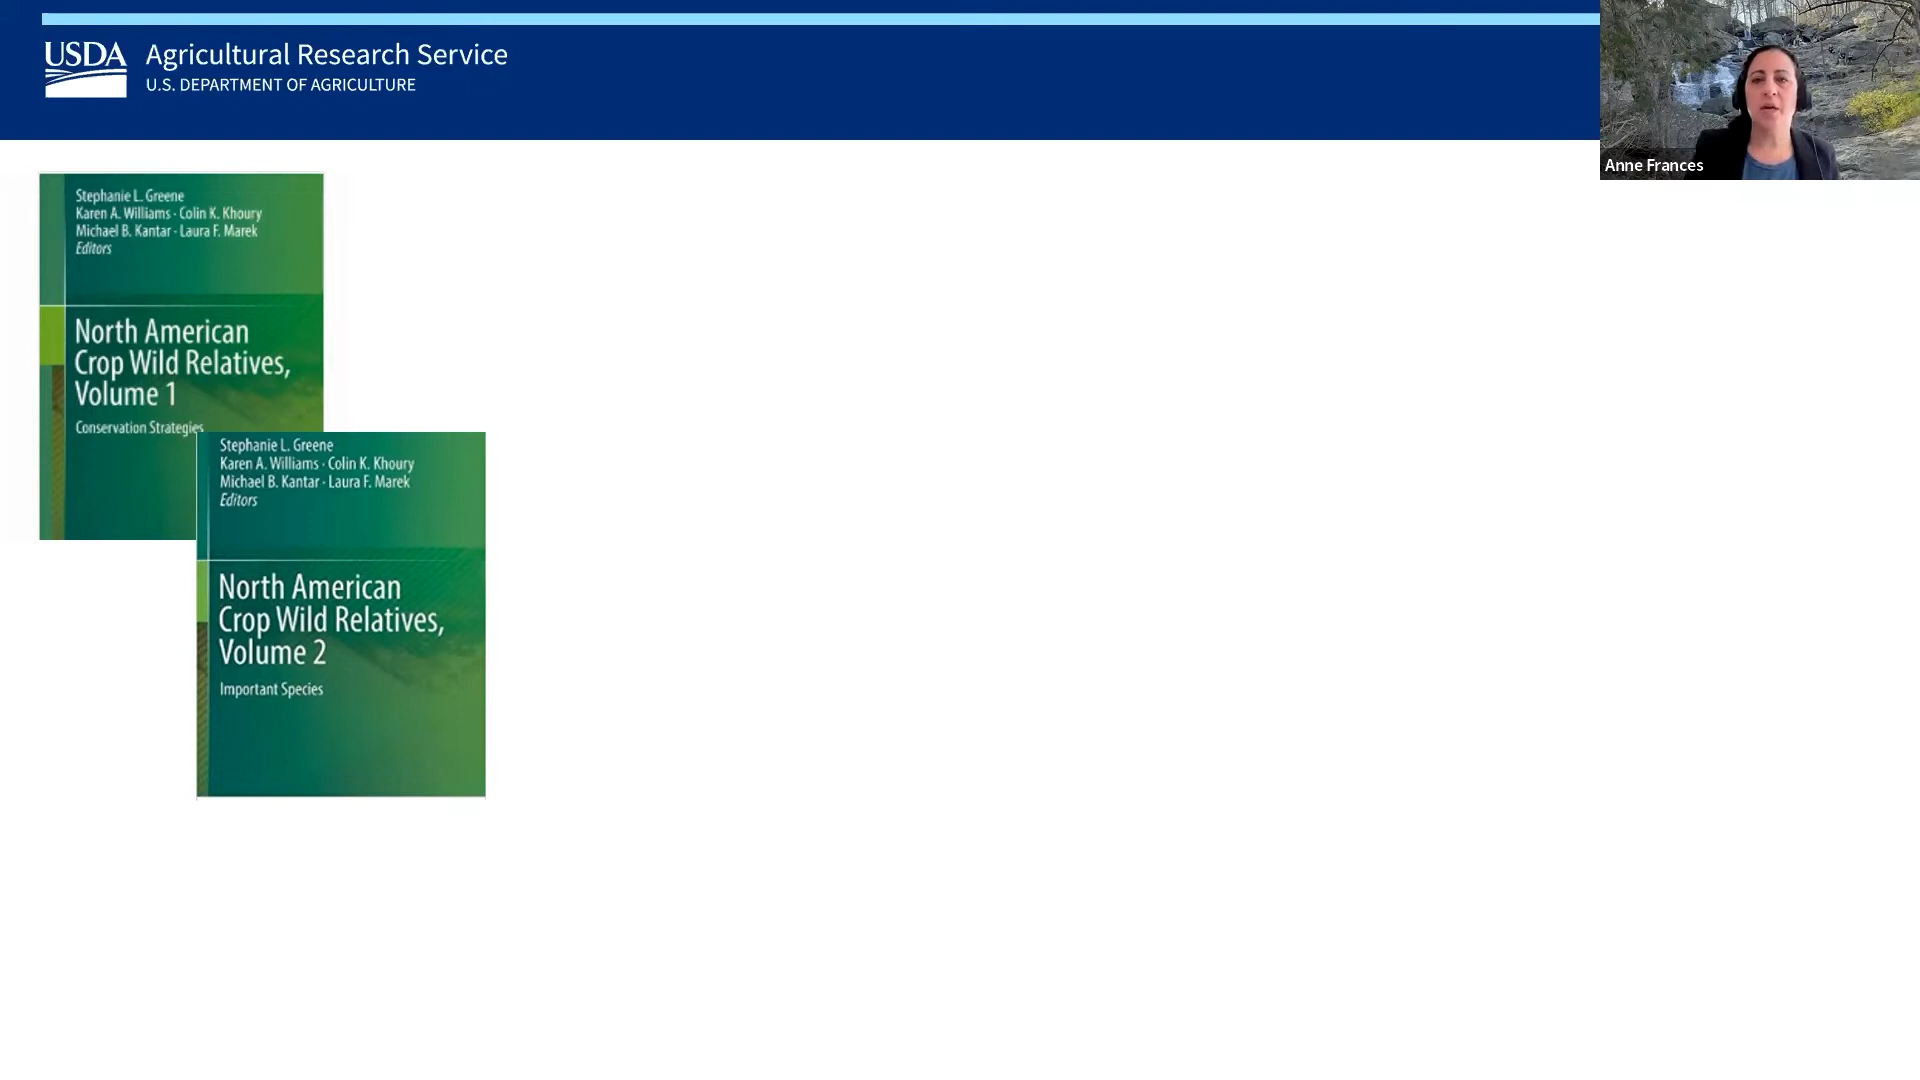 USDA
Agricultural Research Service
U.S. DEPARTMENT OF AGRICULTURE
Anne Frances
Stephanie L. Greene
Karen A. Williams · Colin K. Khoury
Michael B. Kantar · Laura F. Marek
Editors
North American
Crop Wild Relatives,
Volume 1
Conservation Strategies
Stephanie L. Greene
Karen A. Williams · Colin K. Khoury
Michael B. Kantar · Laura F. Marek
Editors
North American
Crop Wild Relatives,
Volume 2
Important Species